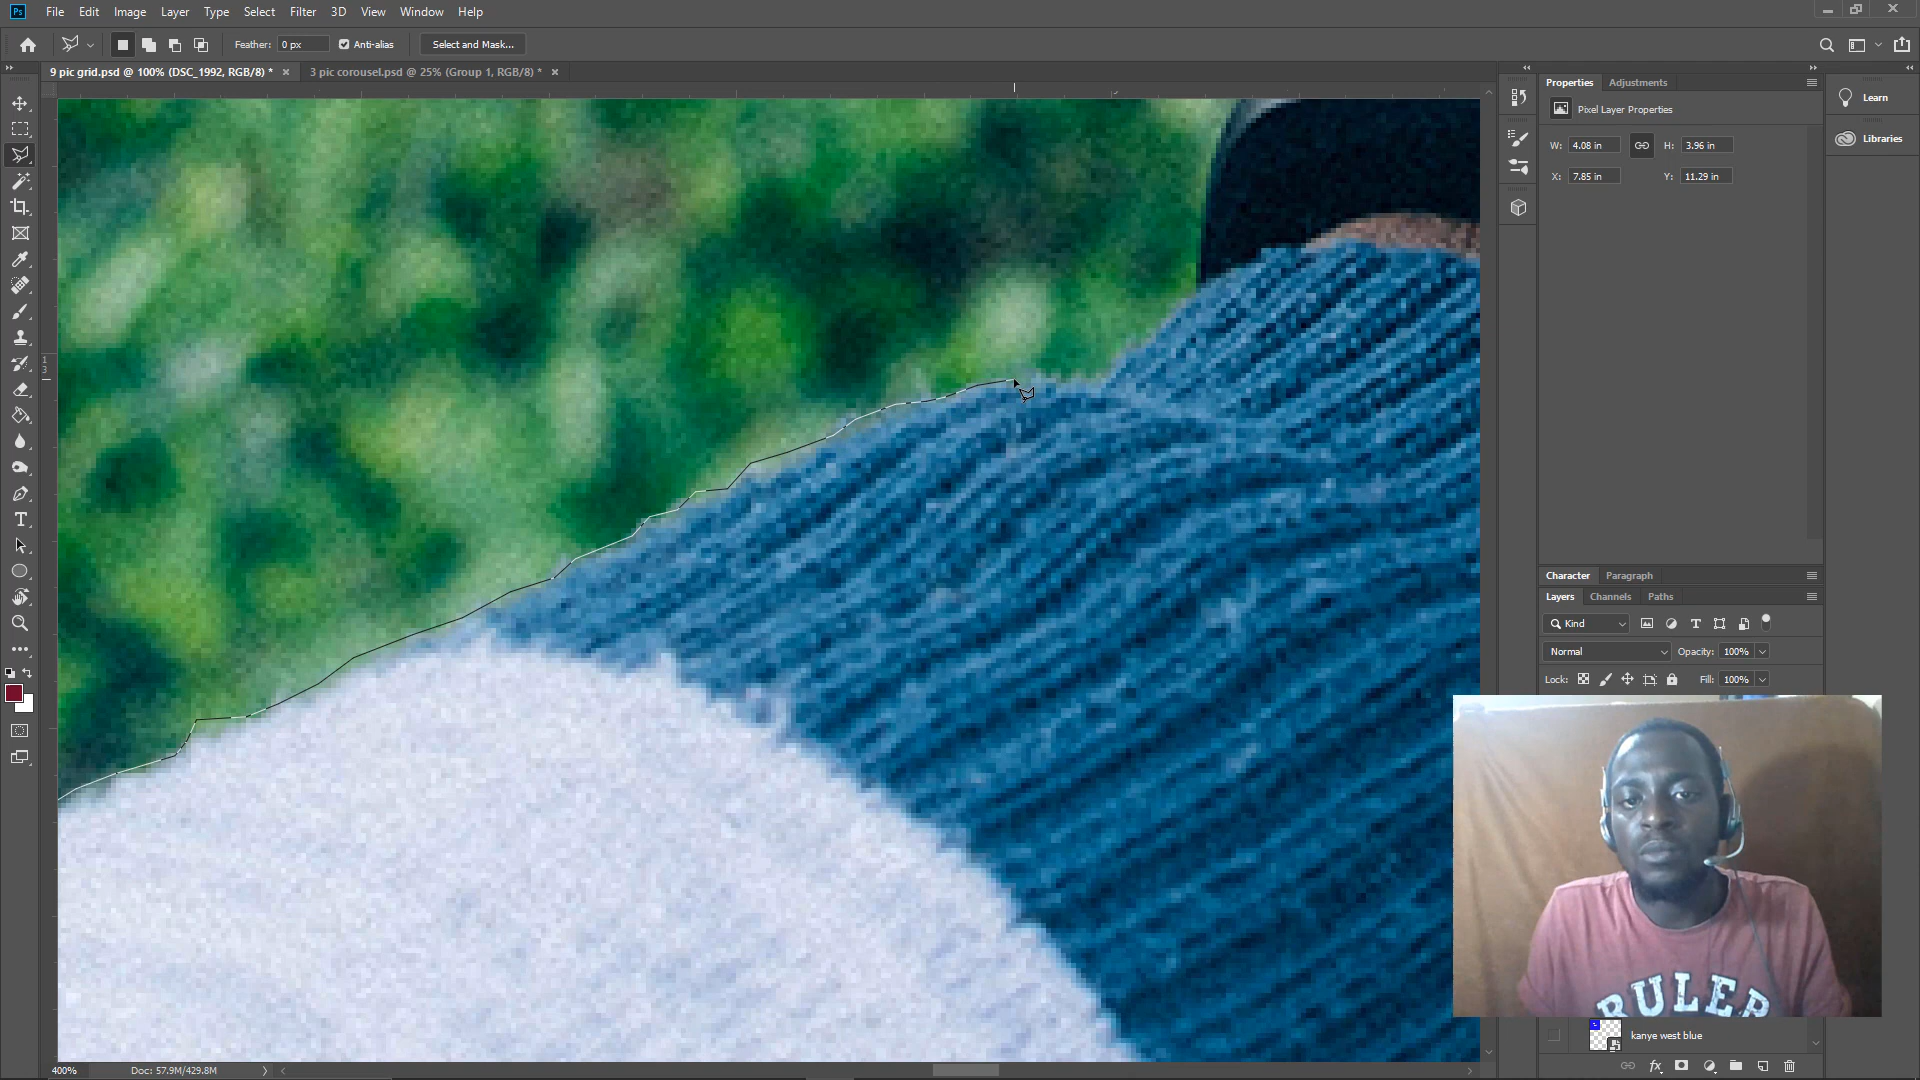 Ps File Edit Image Layer Type Select Filter 3D View Window Help
Feather: 0 px Anti-alias Select and Mask...
9 pic grid.psd @ 100% (DSC_1992, RGB/8) * × 3 pic corousel.psd @ 25% (Group 1, RGB/8) * ×
Properties Adjustments
Learn
Pixel Layer Properties
Libraries
W: 4.08 in H: 3.96 in
X: 7.85 in Y: 11.29 in
1
3
Character Paragraph
Layers Channels Paths
Kind
Normal Opacity: 100%
Lock: Fill: 100%
RULER
kanye west blue
400% Doc: 57.9M/429.8M
fx